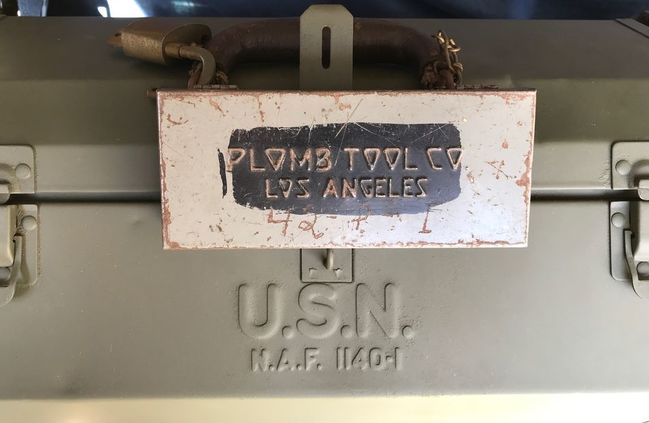 PLOMB TOOL CO
LOS ANGELES
U.S.N.
N.A.F. 1140-1